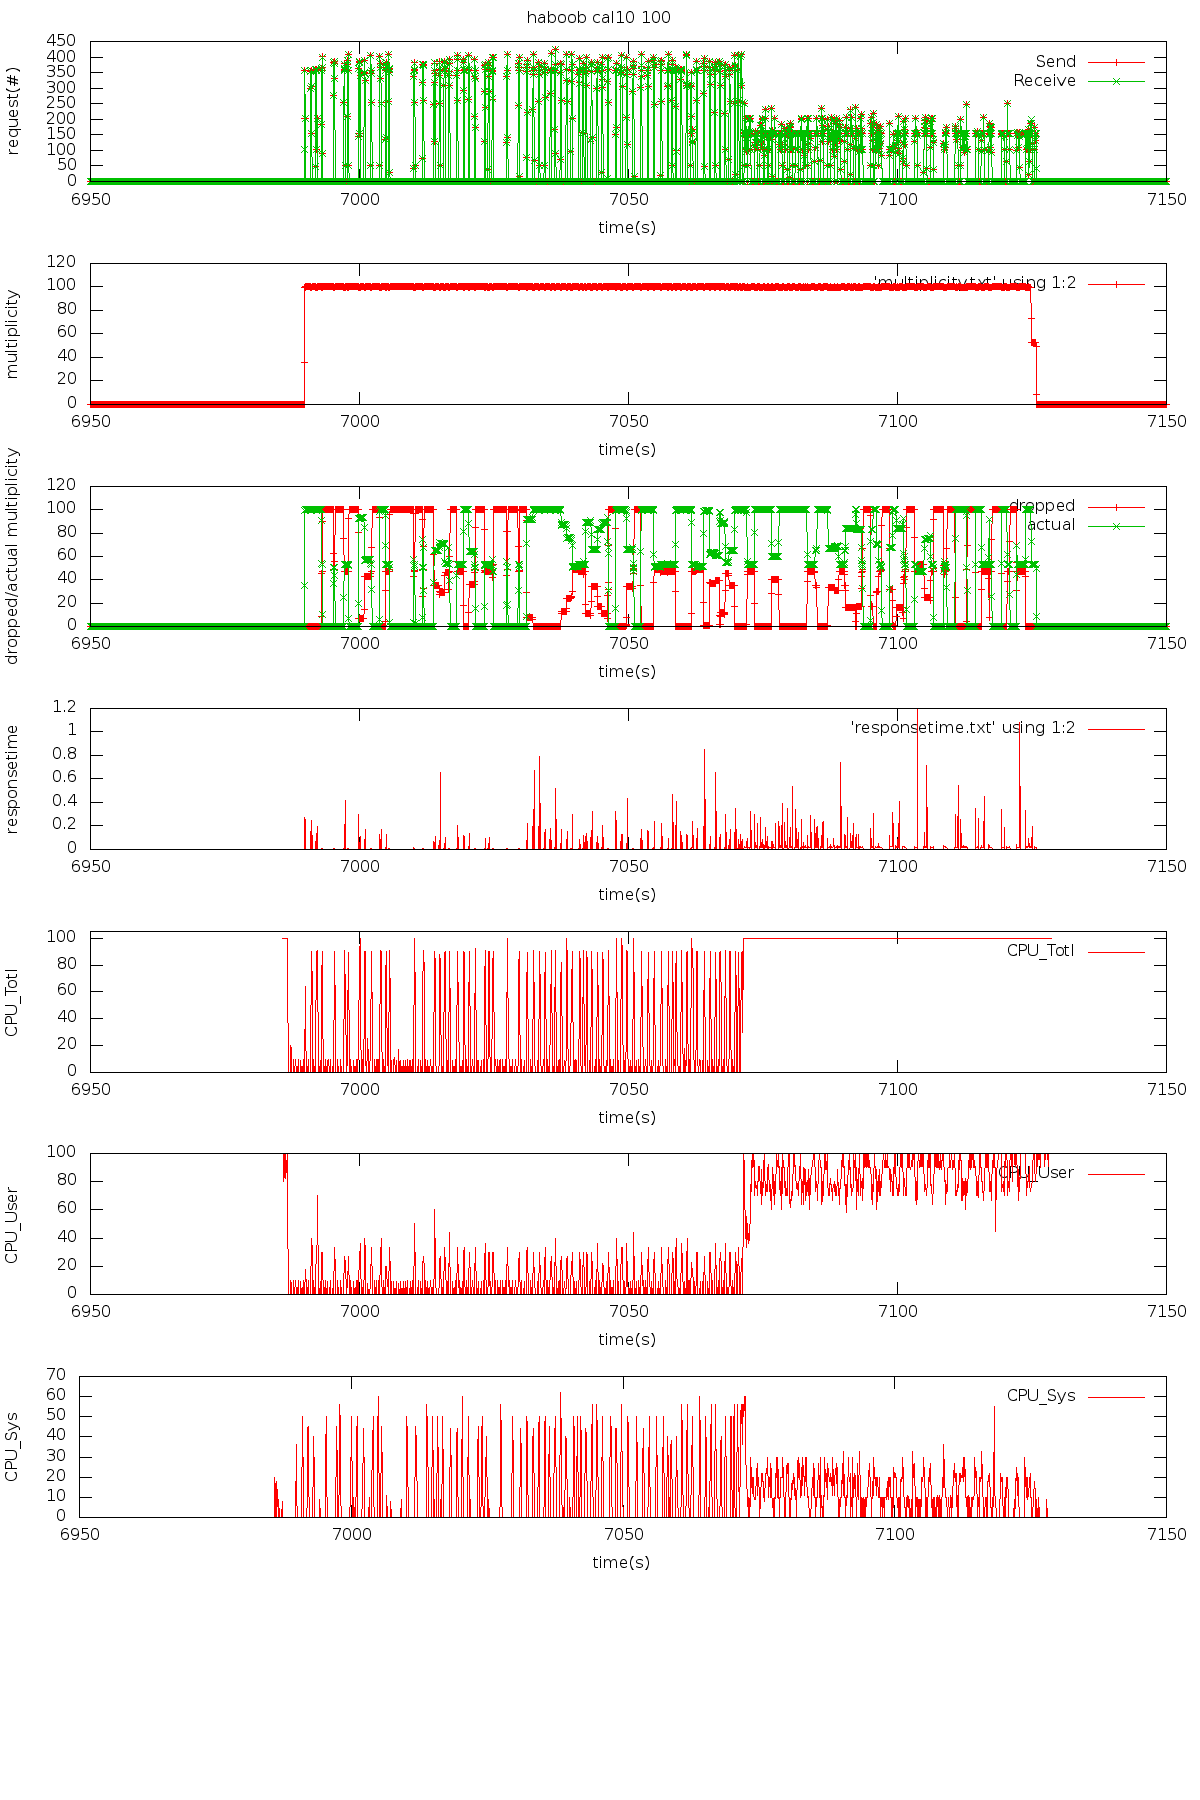 haboob cal10 100
request(#)
450
400
350
300
250
200
150
100
50
0
Send
Receive
6950 7000 7050 7100 7150
time(s)
multiplicity
120
100
80
60
40
20
0
'multiplicity.txt' using 1:2
6950 7000 7050 7100 7150
time(s)
dropped/actual multiplicity
120
100
80
60
40
20
0
dropped
actual
6950 7000 7050 7100 7150
time(s)
responsetime
1.2
1
0.8
0.6
0.4
0.2
0
'responsetime.txt' using 1:2
6950 7000 7050 7100 7150
time(s)
CPU_Totl
100
80
60
40
20
0
CPU_Totl
6950 7000 7050 7100 7150
time(s)
CPU_User
100
80
60
40
20
0
CPU_User
6950 7000 7050 7100 7150
time(s)
CPU_Sys
70
60
50
40
30
20
10
0
CPU_Sys
6950 7000 7050 7100 7150
time(s)